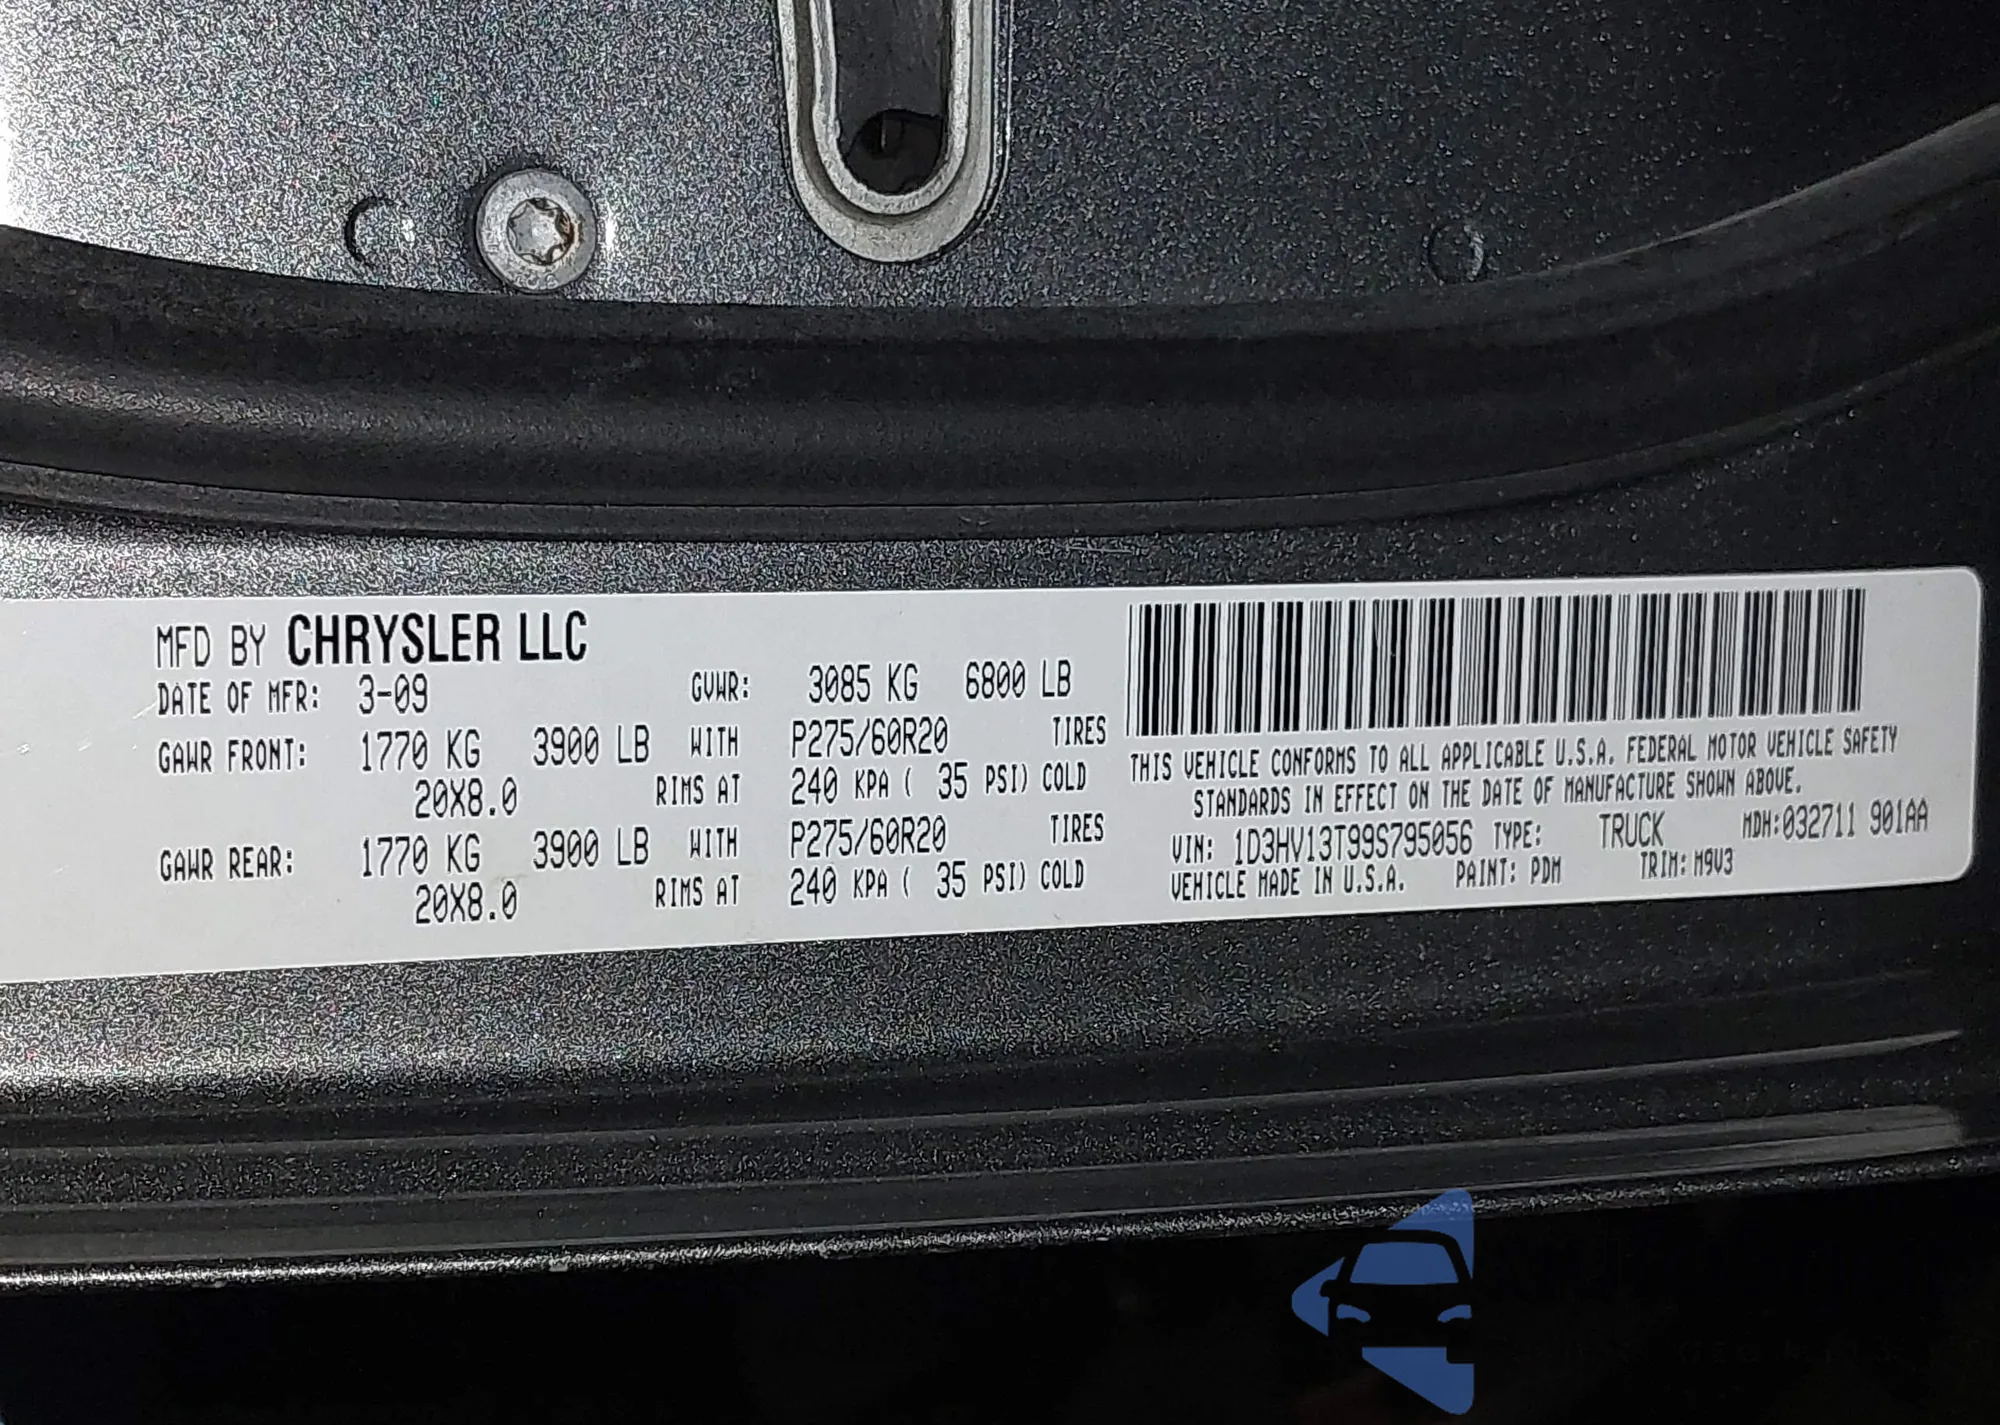 MFD BY CHRYSLER LLC
DATE OF MFR: 3-09 GVWR: 3085 KG 6800 LB
GAWR FRONT: 1770 KG 3900 LB WITH P275/60R20 TIRES
20X8.0 RIMS AT 240 KPA ( 35 PSI) COLD
GAWR REAR: 1770 KG 3900 LB WITH P275/60R20 TIRES
20X8.0 RIMS AT 240 KPA ( 35 PSI) COLD
THIS VEHICLE CONFORMS TO ALL APPLICABLE U.S.A. FEDERAL MOTOR VEHICLE SAFETY
STANDARDS IN EFFECT ON THE DATE OF MANUFACTURE SHOWN ABOVE.
VIN: 1D3HV13T99S795056 TYPE: TRUCK MDH:032711 901AA
VEHICLE MADE IN U.S.A. PAINT: PDM TRIM: M9V3